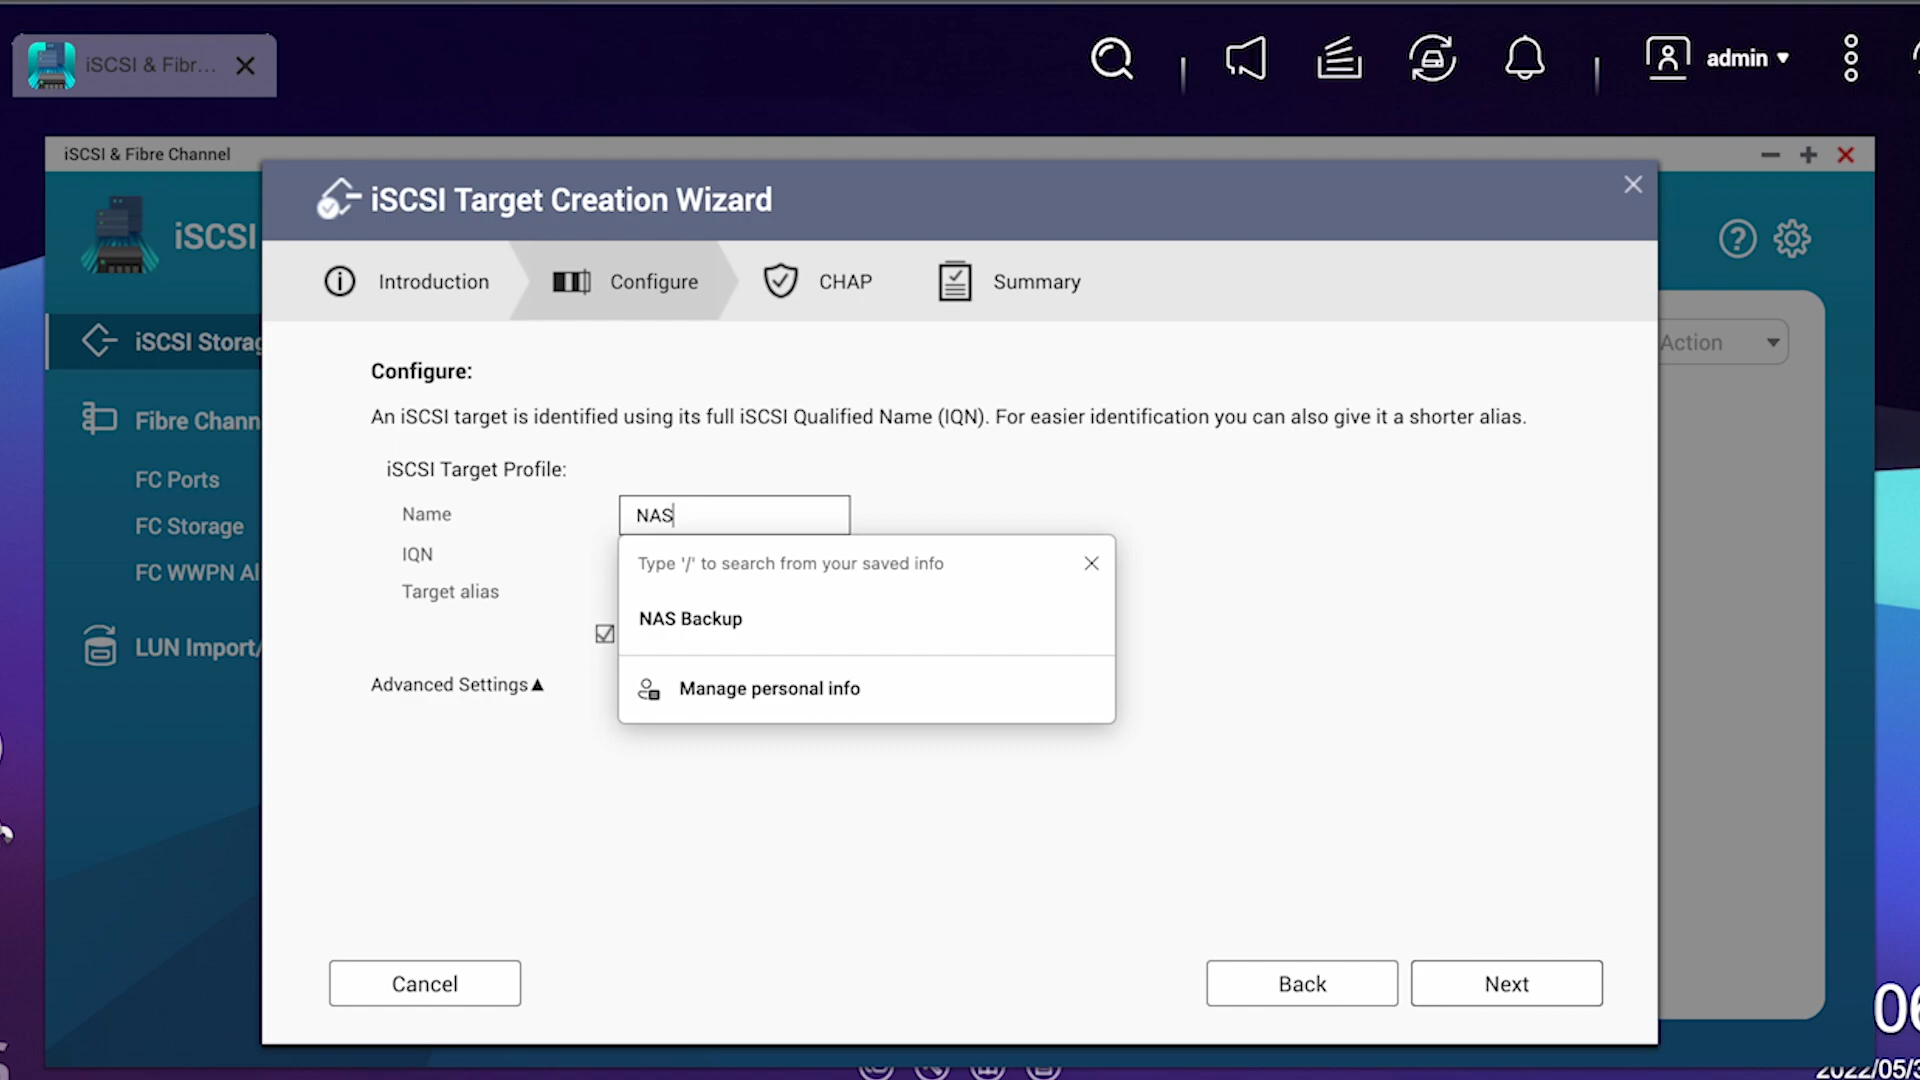 iSCSI & Fibr...
admin
iSCSI & Fibre Channel
iSCSI Target Creation Wizard
iSCSI
Introduction
Configure
CHAP
Summary
iSCSI Storag
Action
Configure:
Fibre Chann
An iSCSI target is identified using its full iSCSI Qualified Name (IQN). For easier identification you can also give it a shorter alias.
iSCSI Target Profile:
FC Ports
Name
NAS
FC Storage
IQN
Type '/' to search from your saved info
FC WWPN Al
Target alias
NAS Backup
LUN Import/
Advanced Settings▲
Manage personal info
Cancel
Back
Next
06
2022/05/3